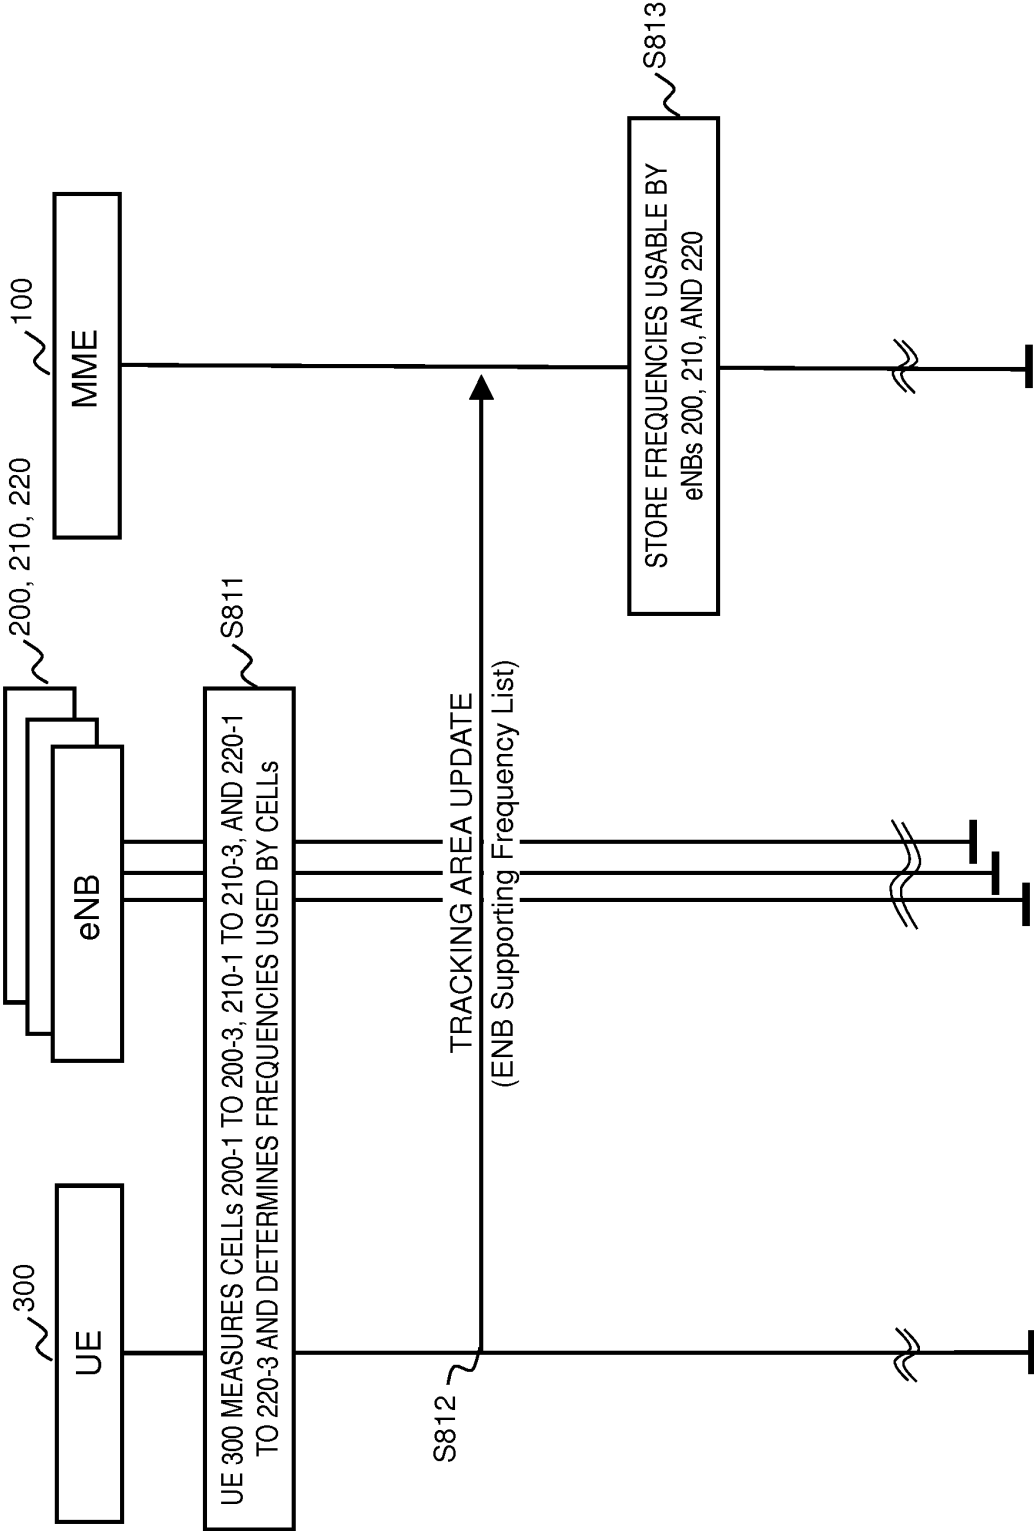 300
200, 210, 220
100
UE
eNB
MME
S811
UE 300 MEASURES CELLs 200-1 TO 200-3, 210-1 TO 210-3, AND 220-1
TO 220-3 AND DETERMINES FREQUENCIES USED BY CELLs
S812
TRACKING AREA UPDATE
(ENB Supporting Frequency List)
S813
STORE FREQUENCIES USABLE BY
eNBs 200, 210, AND 220